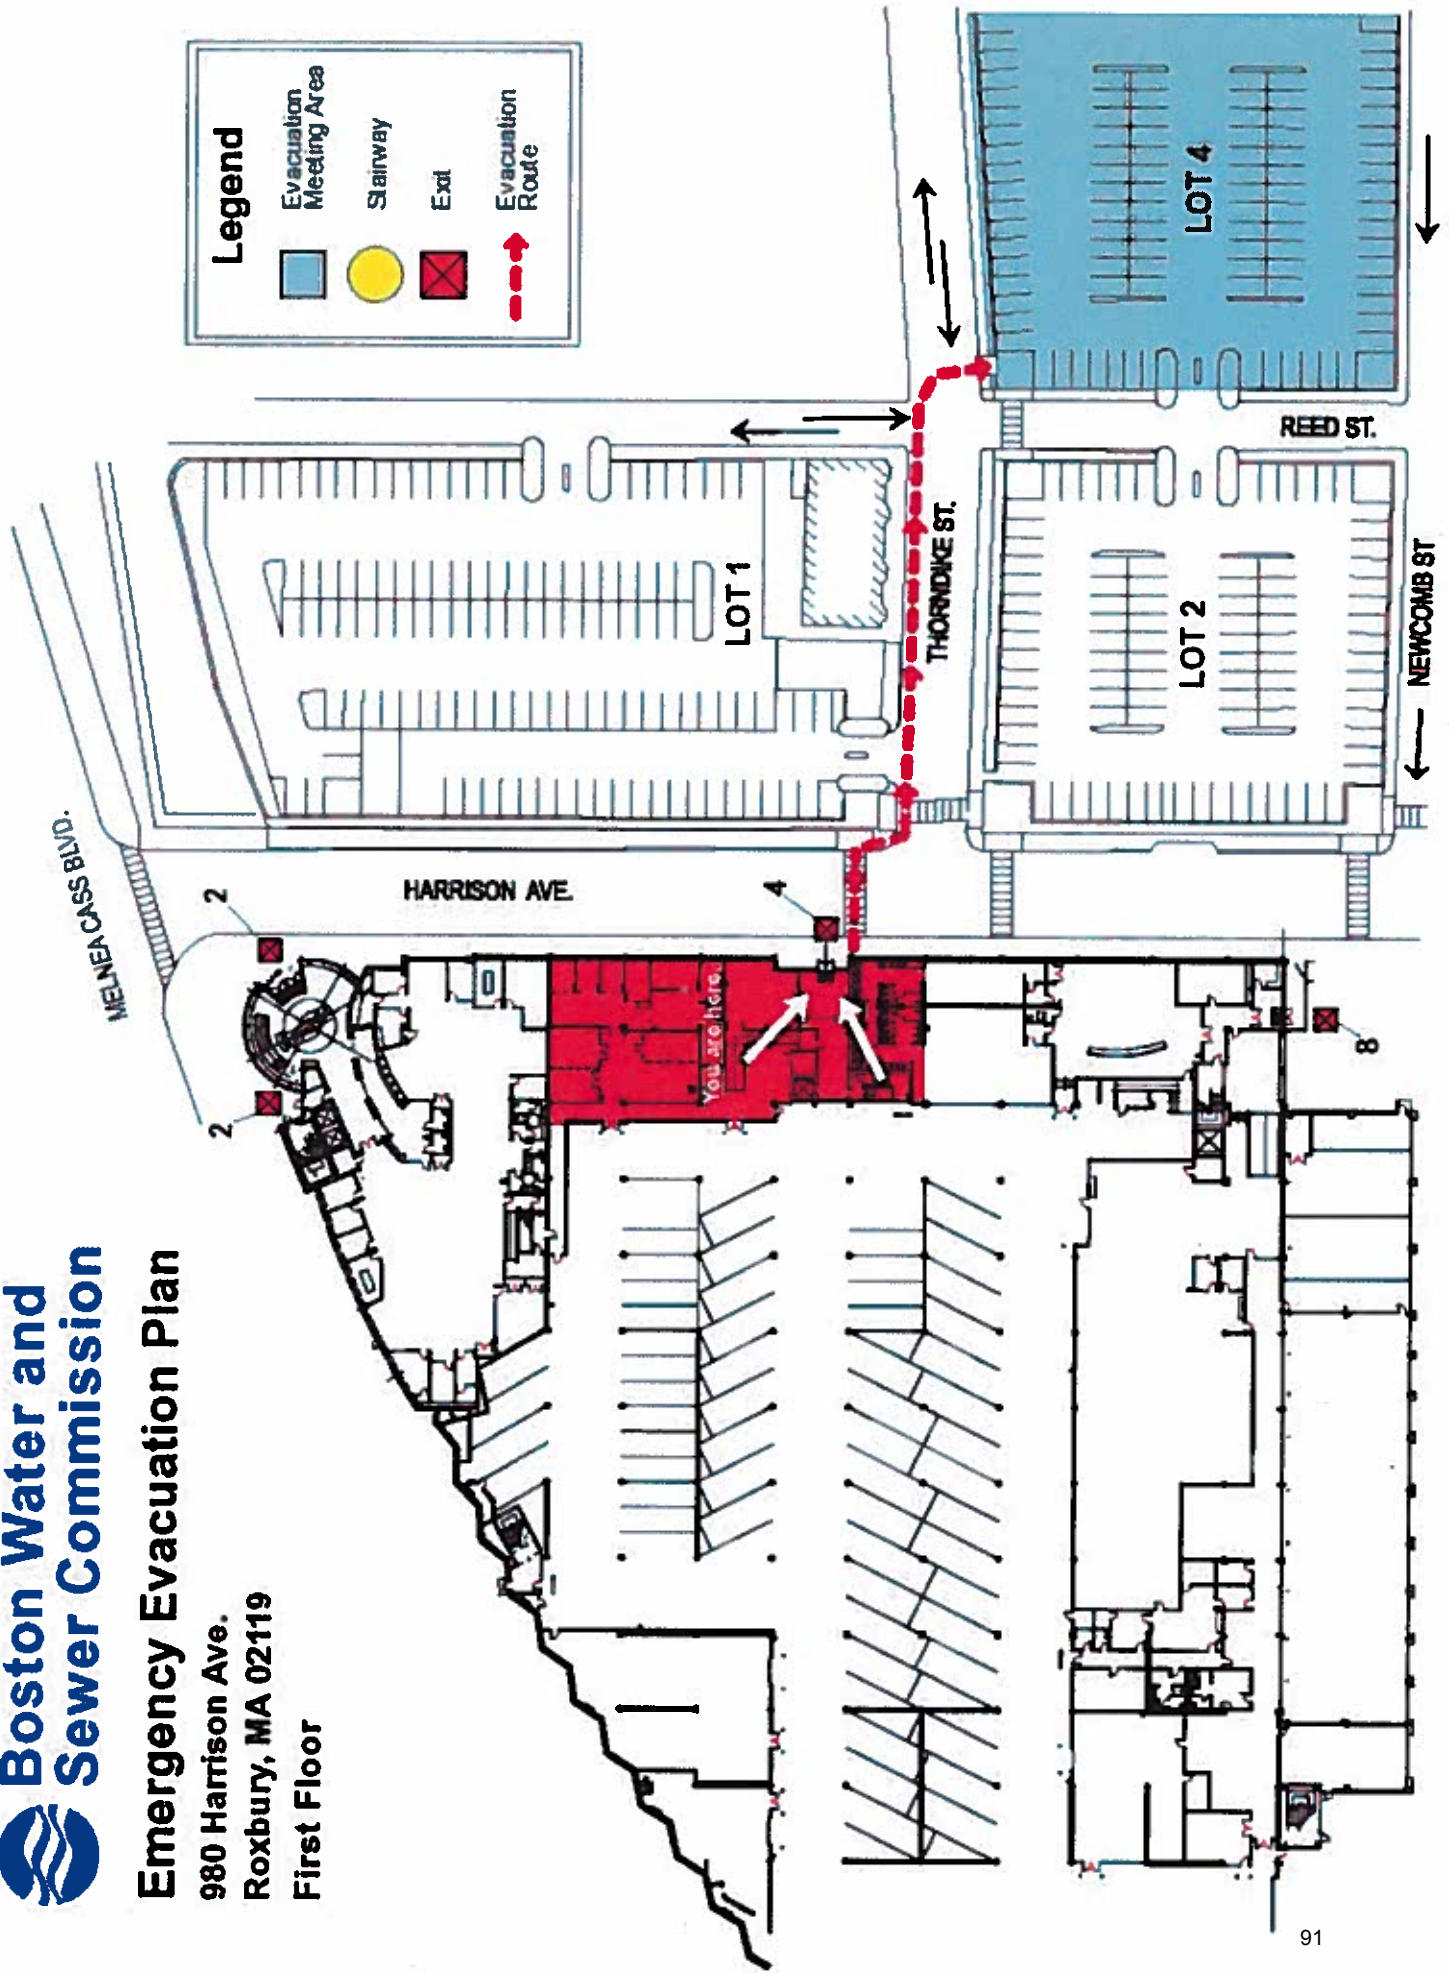 Boston Water and
Sewer Commission
Emergency Evacuation Plan
980 Harrison Ave.
Roxbury, MA 02119
First Floor
Legend
Evacuation
Meeting Area
Stairway
Exit
Evacuation
Route
MELNEA CASS BLVD.
HARRISON AVE.
2
2
4
8
You are here.
LOT 1
THORNDIKE ST.
LOT 2
LOT 4
REED ST.
NEWCOMB ST
91